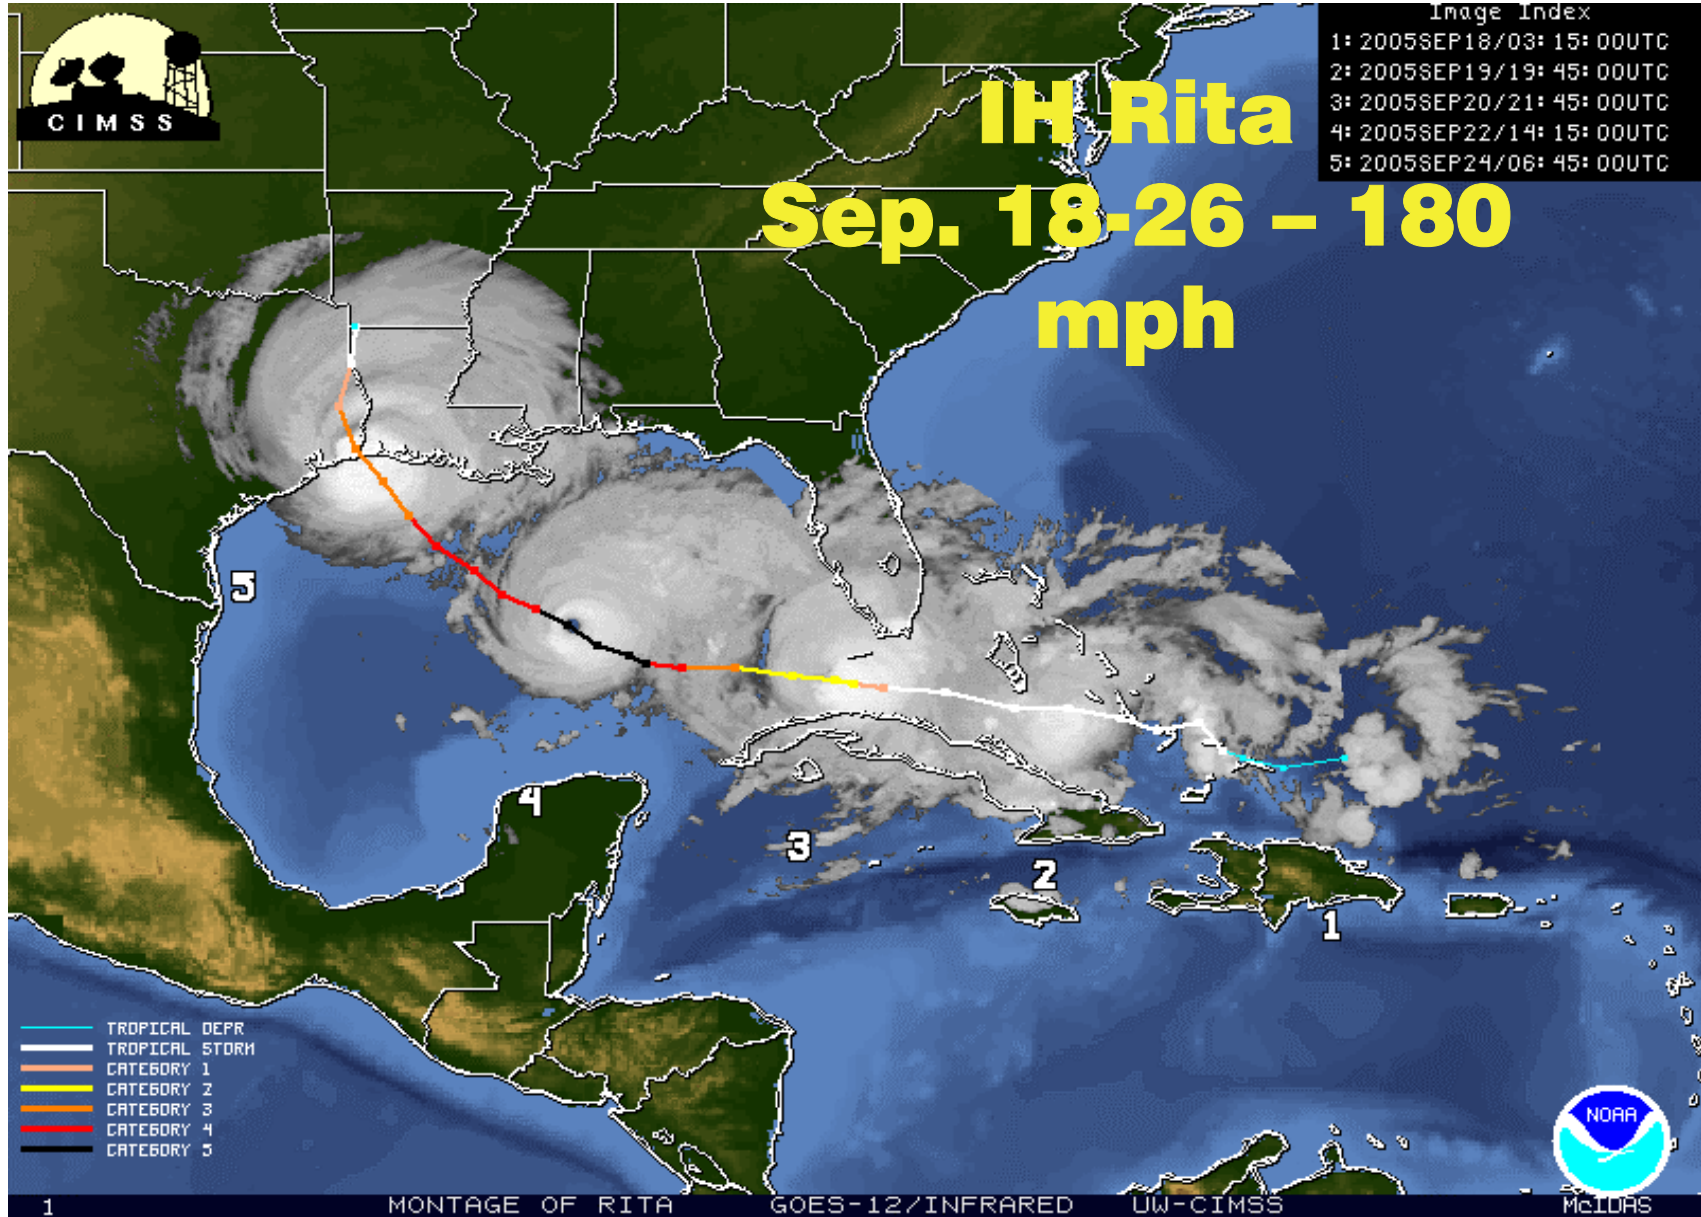 Image Index
1: 2005SEP18/03:15:00UTC
2: 2005SEP19/19:45:00UTC
3: 2005SEP20/21:45:00UTC
4: 2005SEP22/14:15:00UTC
5: 2005SEP24/06:45:00UTC
CIMSS
IH Rita
Sep. 18-26 – 180
mph
5
4
3
2
1
TROPICAL DEPR
TROPICAL STORM
CATEGORY 1
CATEGORY 2
CATEGORY 3
CATEGORY 4
CATEGORY 5
NOAA
1 MONTAGE OF RITA GOES-12/INFRARED UW-CIMSS McIDAS